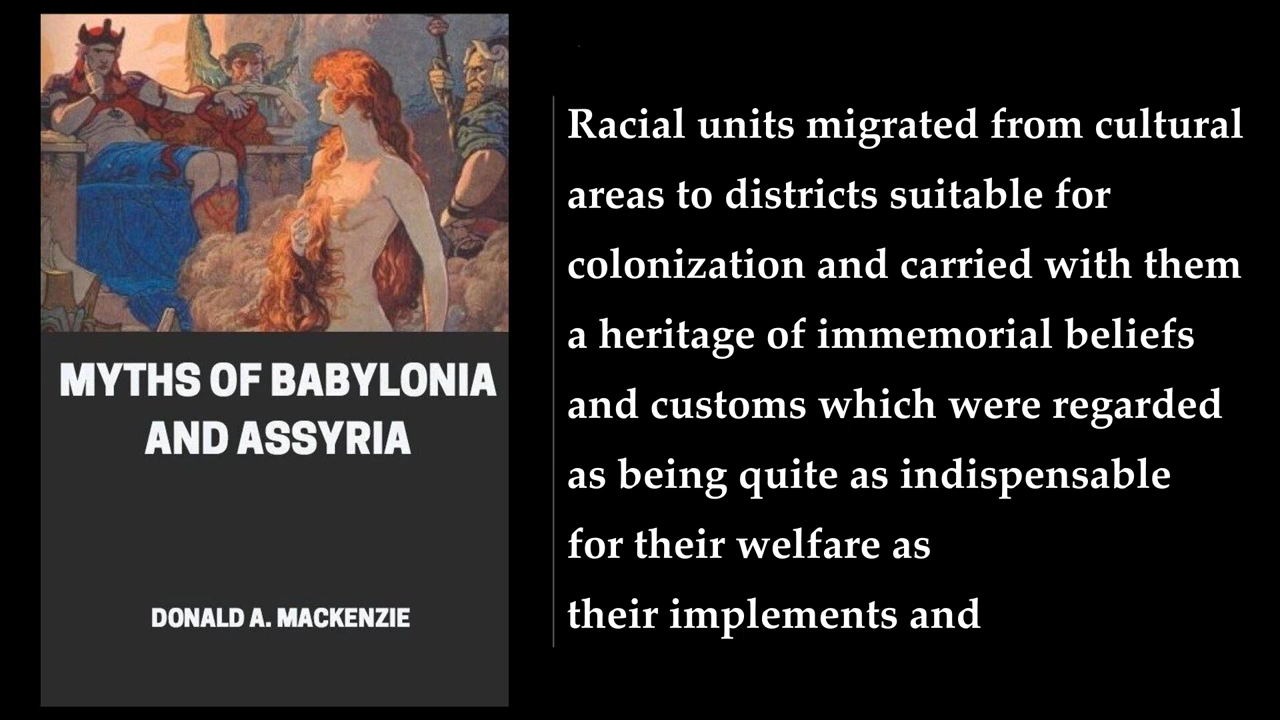 MYTHS OF BABYLONIA
AND ASSYRIA
DONALD A. MACKENZIE
Racial units migrated from cultural
areas to districts suitable for
colonization and carried with them
a heritage of immemorial beliefs
and customs which were regarded
as being quite as indispensable
for their welfare as
their implements and